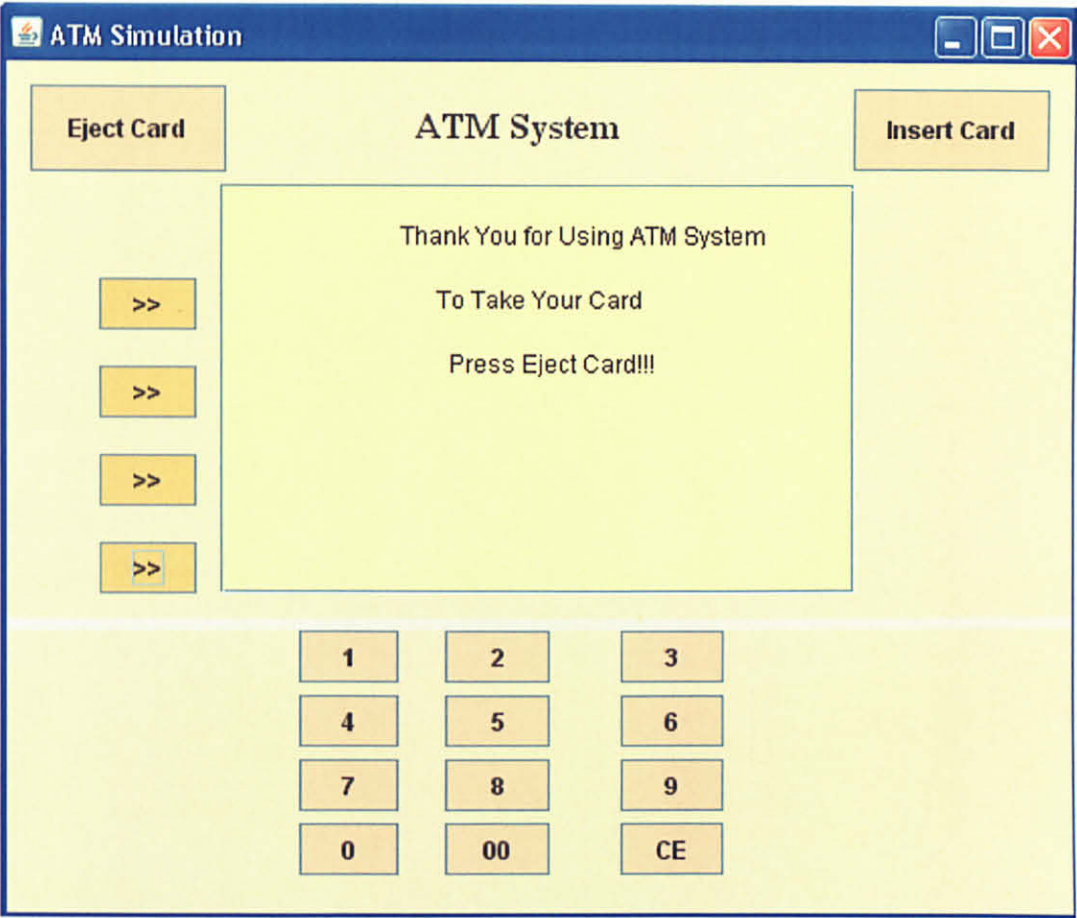 ATM Simulation
Eject Card
ATM System
Insert Card
Thank You for Using ATM System
To Take Your Card
Press Eject Card!!!
>>
>>
>>
>>
1 2 3
4 5 6
7 8 9
0 00 CE